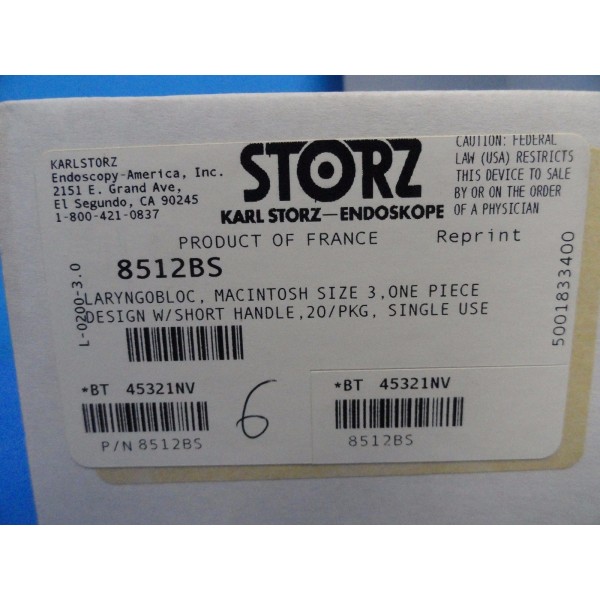 KARLSTORZ
Endoscopy-America, Inc.
2151 E. Grand Ave,
El Segundo, CA 90245
1-800-421-0837
STORZ
KARL STORZ—ENDOSKOPE
CAUTION: FEDERAL
LAW (USA) RESTRICTS
THIS DEVICE TO SALE
BY OR ON THE ORDER
OF A PHYSICIAN
PRODUCT OF FRANCE
Reprint
8512BS
L-0200-3.0
LARYNGOBLOC, MACINTOSH SIZE 3,ONE PIECE
DESIGN W/SHORT HANDLE,20/PKG, SINGLE USE
5001833400
*BT 45321NV
P/N 8512BS
6
*BT 45321NV
8512BS